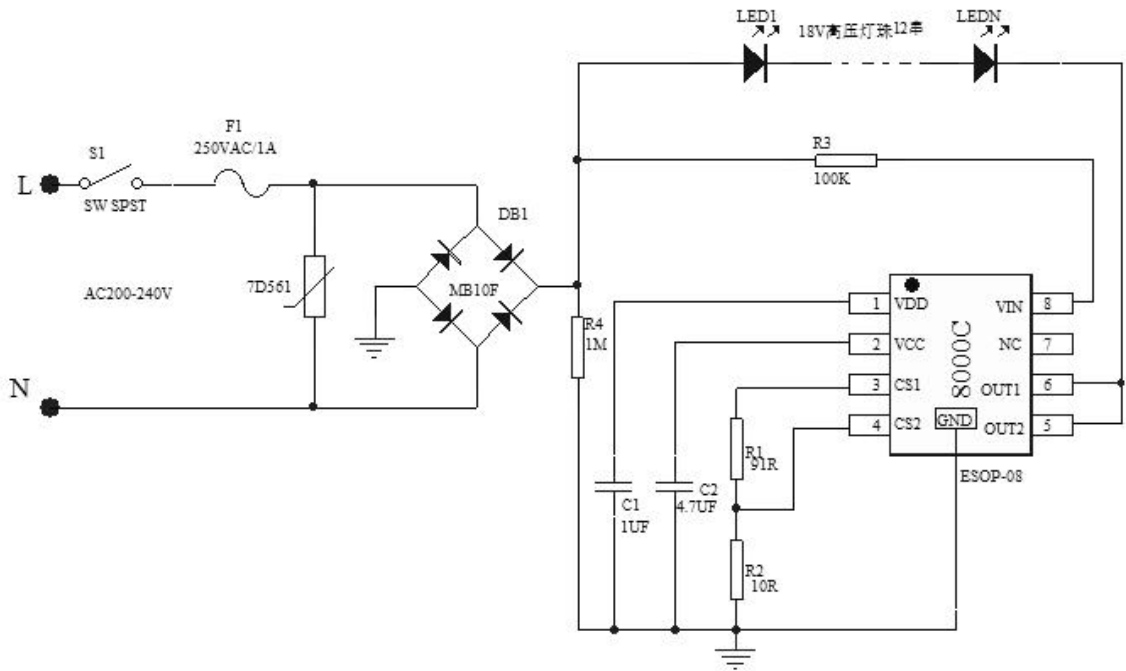 LED1
18V高压灯珠12串
LEDN
F1
250VAC/1A
S1
R3
100K
L
SW SPST
DB1
7D561
AC200-240V
MB10F
1
VDD
VIN
8
R4
1M
2
VCC
NC
7
8000C
3
CS1
OUT1
6
N
4
CS2
GND
OUT2
5
R1
91R
ESOP-08
C1
1UF
C2
4.7UF
R2
10R